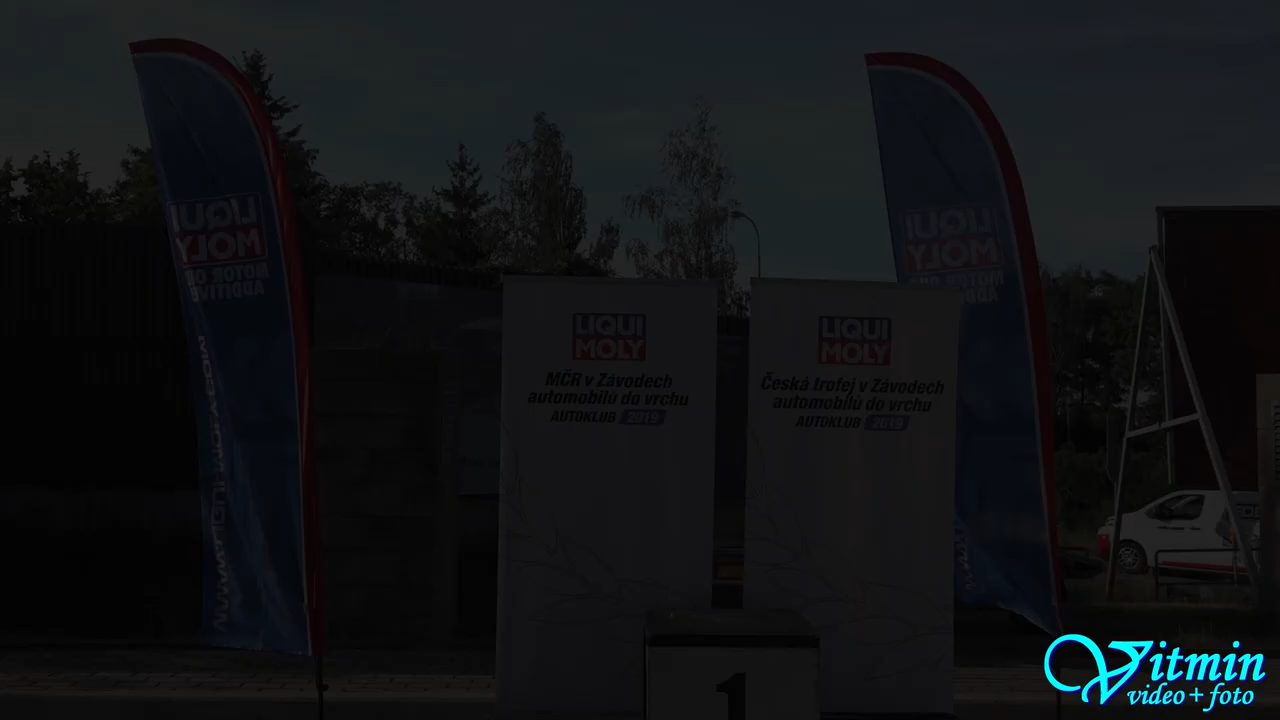 LIQUI
MOLY
MOTOR OIL
ADDITIVE
LIQUI
MOLY
MČR v Závodech
automobilů do vrchu
AUTOKLUB 2019
LIQUI
MOLY
Česká trofej v Závodech
automobilů do vrchu
AUTOKLUB 2019
LIQUI
MOLY
1
Vitmin
video+foto